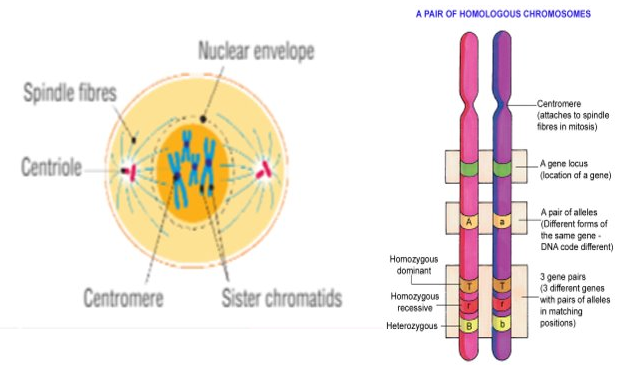 A PAIR OF HOMOLOGOUS CHROMOSOMES
Nuclear envelope
Spindle fibres
Centriole
Centromere
Sister chromatids
Centromere
(attaches to spindle
fibres in mitosis)
A gene locus
(location of a gene)
A pair of alleles
(Different forms of
the same gene -
DNA code different)
A a
Homozygous
dominant
T T
Homozygous
recessive
r r
Heterozygous
B b
3 gene pairs
(3 different genes
with pairs of alleles
in matching
positions)